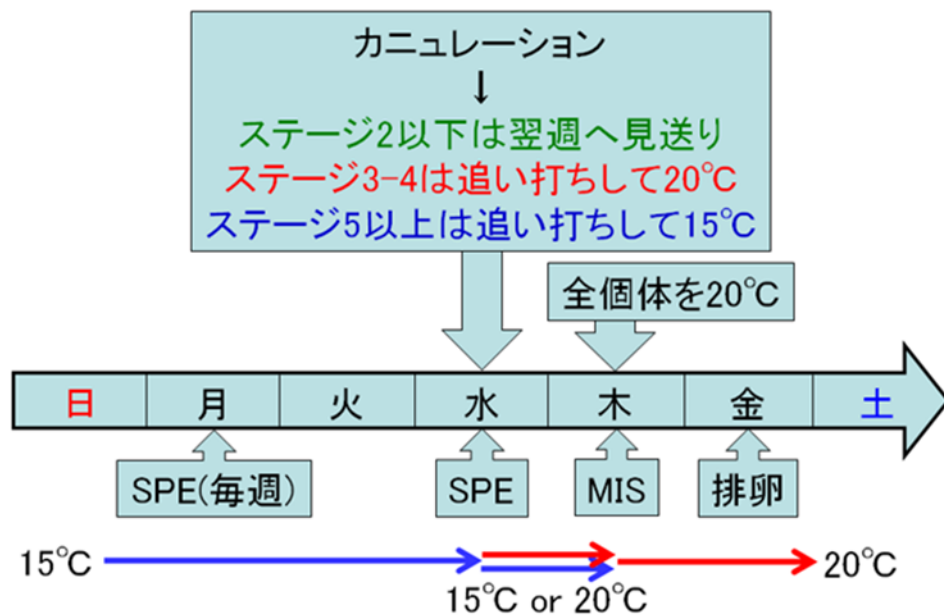 カニュレーション
↓
ステージ2以下は翌週へ見送り
ステージ3-4は追い打ちして20℃
ステージ5以上は追い打ちして15℃
全個体を20℃
日 月 火 水 木 金 土
SPE(毎週) SPE MIS 排卵
15℃ 20℃
15℃ or 20℃